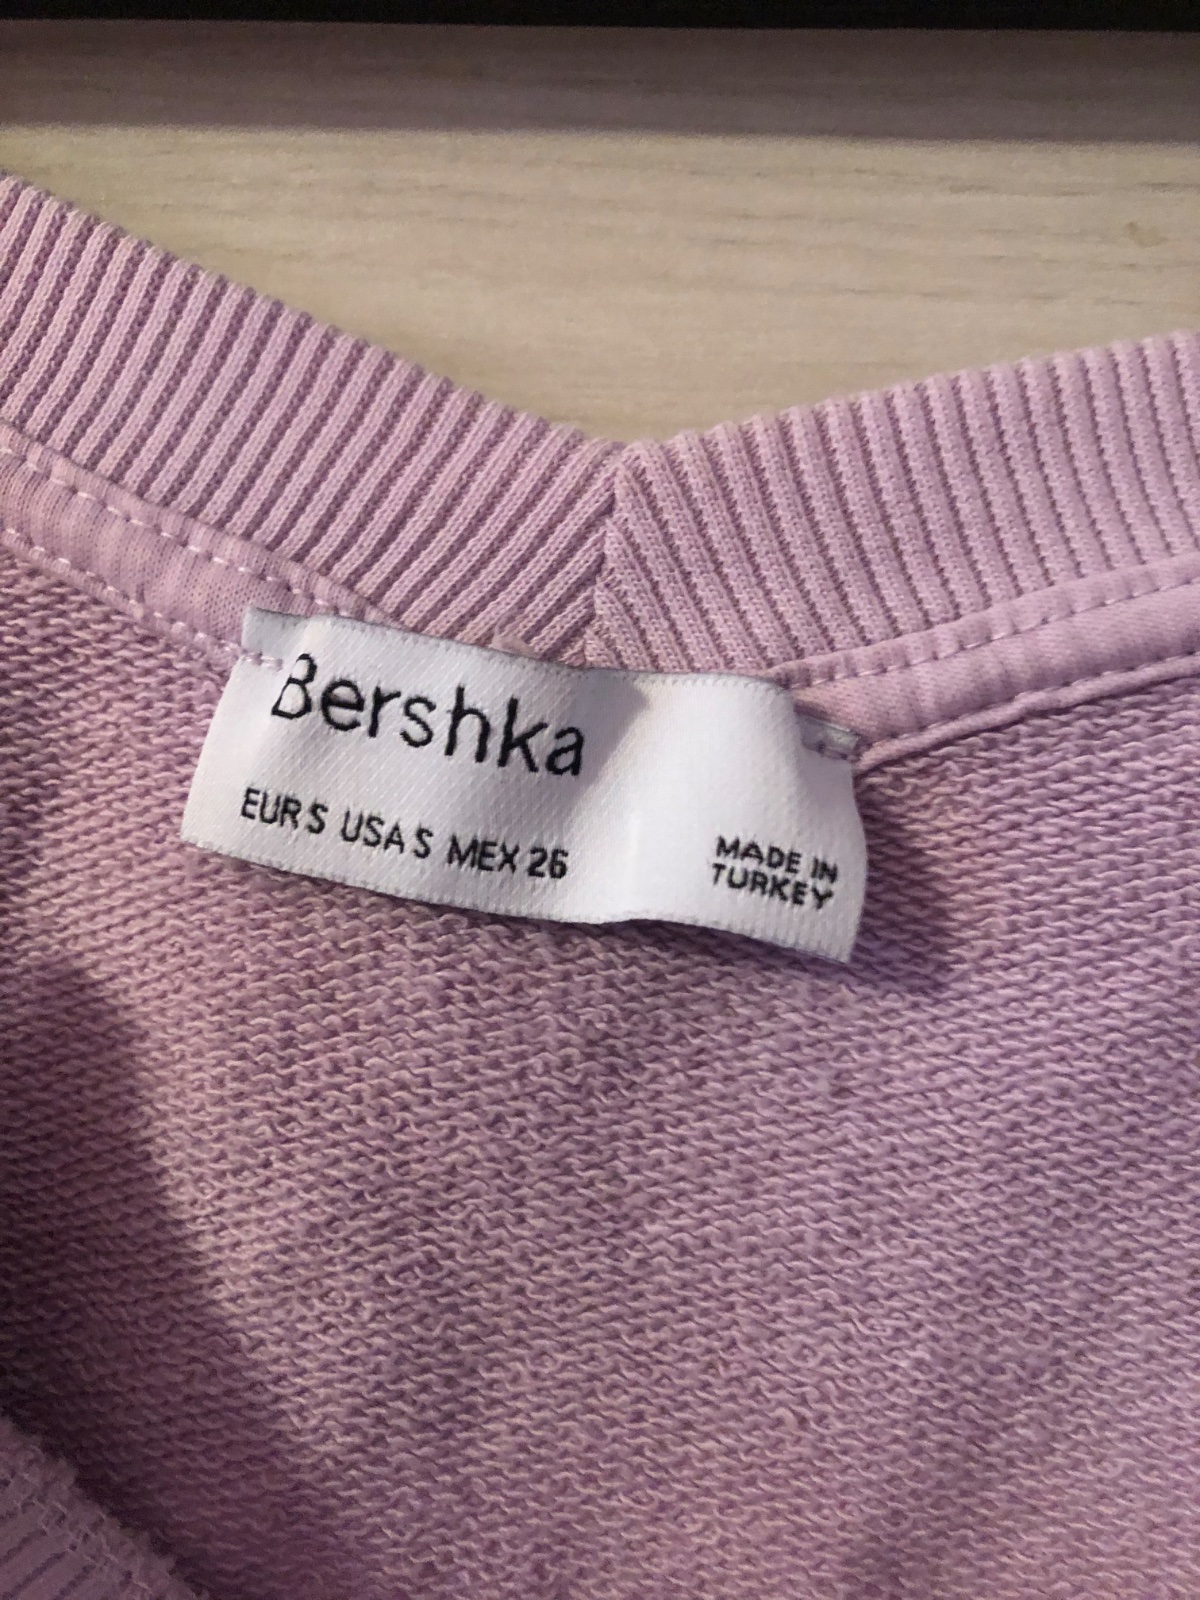 Bershka
EUR S USA S MEX 26
MADE IN
TURKEY